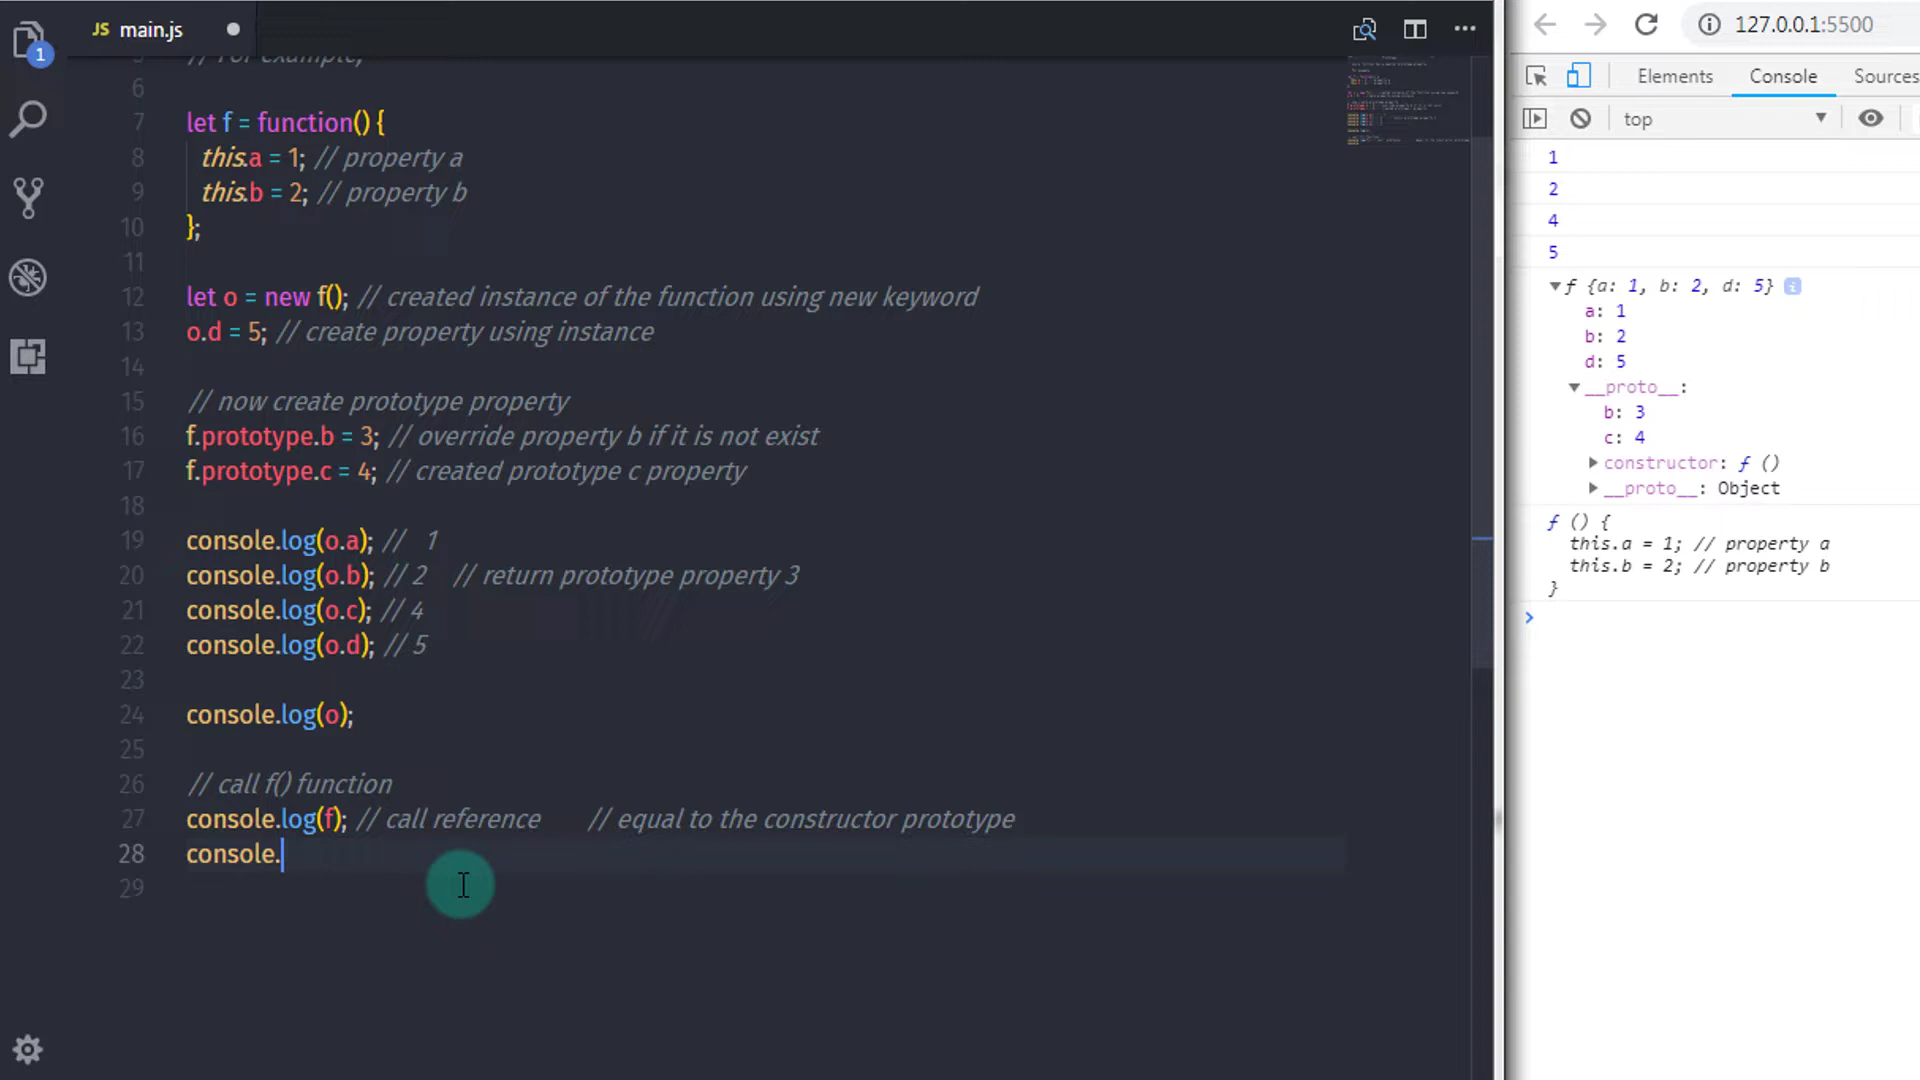 JS main.js
1
5 // For example,
6
7 let f = function() {
8 this.a = 1; // property a
9 this.b = 2; // property b
10 };
11
12 let o = new f(); // created instance of the function using new keyword
13 o.d = 5; // create property using instance
14
15 // now create prototype property
16 f.prototype.b = 3; // override property b if it is not exist
17 f.prototype.c = 4; // created prototype c property
18
19 console.log(o.a); //   1
20 console.log(o.b); // 2    // return prototype property 3
21 console.log(o.c); // 4
22 console.log(o.d); // 5
23
24 console.log(o);
25
26 // call f() function
27 console.log(f); // call reference      // equal to the constructor prototype
28 console.
29
127.0.0.1:5500
Elements Console Sources
top
1
2
4
5
f {a: 1, b: 2, d: 5}
a: 1
b: 2
d: 5
__proto__:
b: 3
c: 4
constructor: ƒ ()
__proto__: Object
ƒ () {
this.a = 1; // property a
this.b = 2; // property b
}